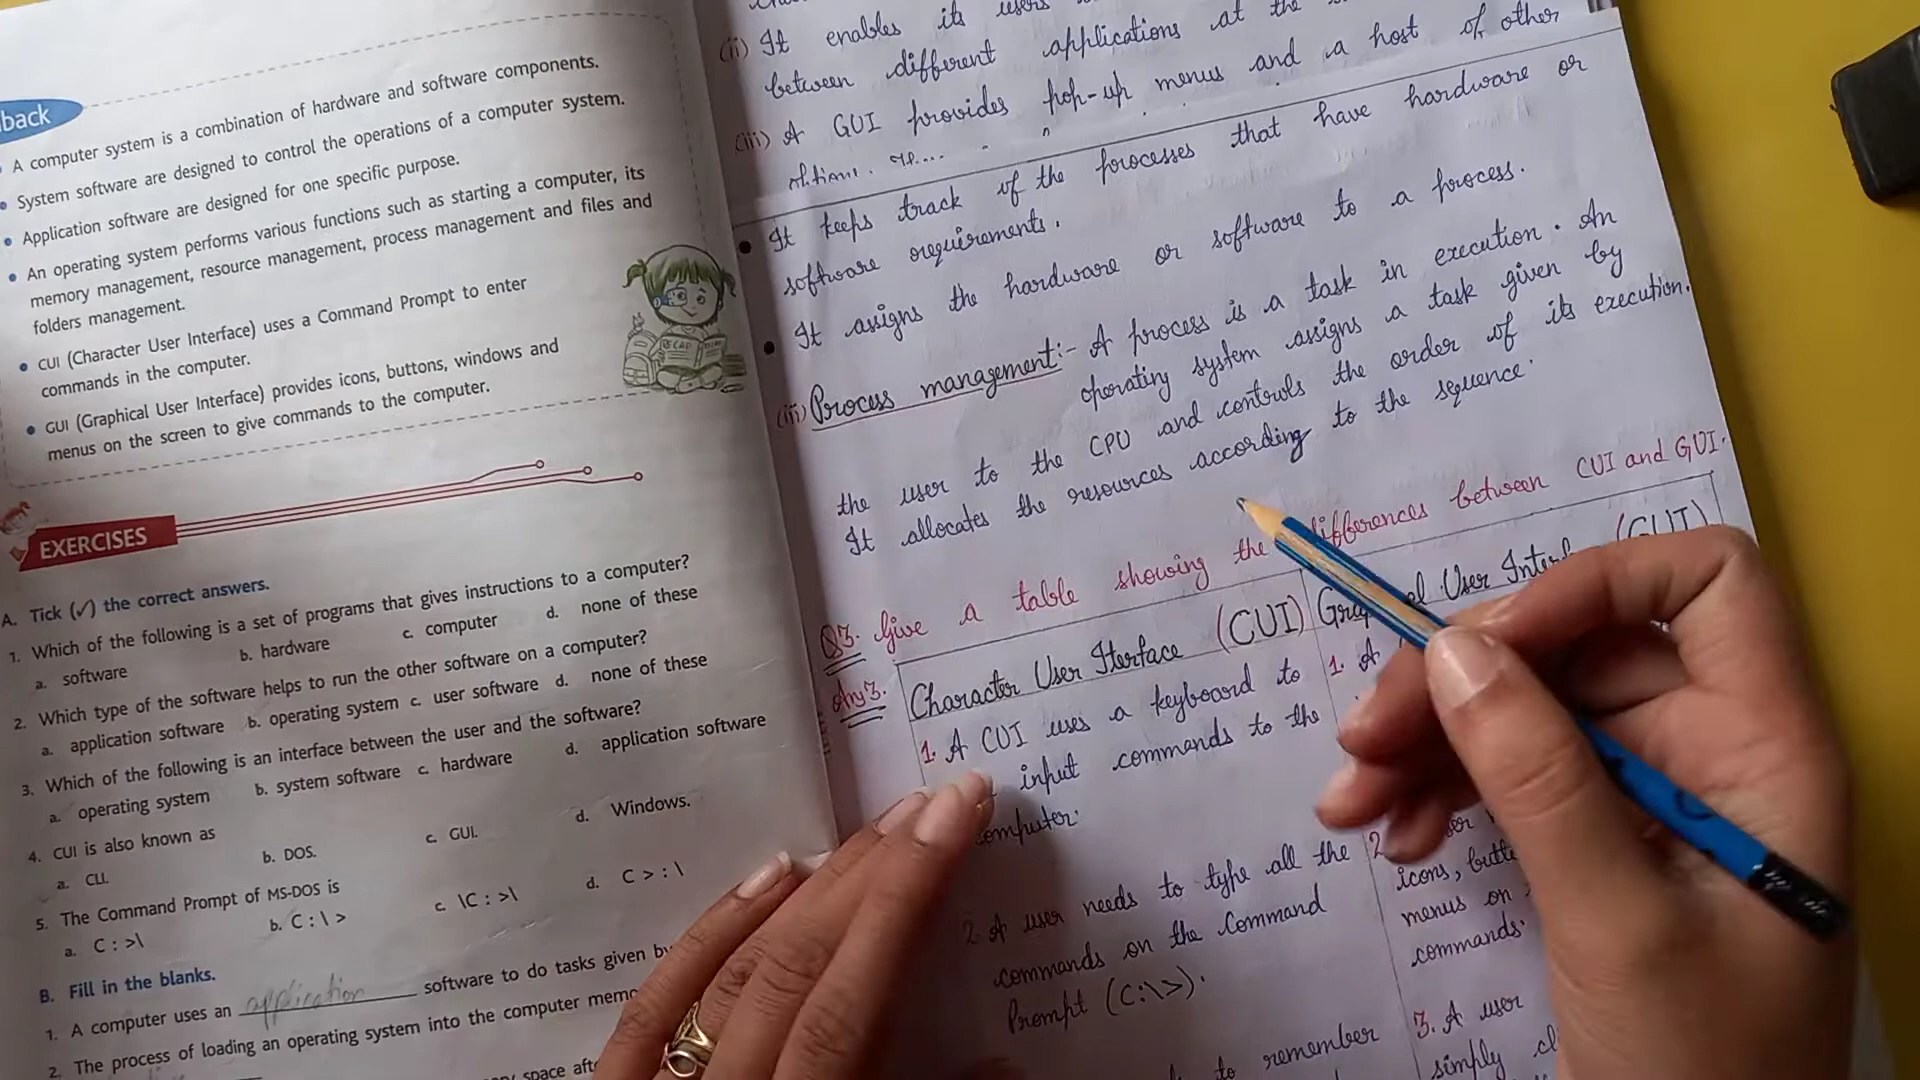 back
A computer system is a combination of hardware and software components.
System software are designed to control the operations of a computer system.
Application software are designed for one specific purpose.
An operating system performs various functions such as starting a computer, its
memory management, resource management, process management and files and
folders management.
CUI (Character User Interface) uses a Command Prompt to enter
commands in the computer.
GUI (Graphical User Interface) provides icons, buttons, windows and
menus on the screen to give commands to the computer.
RECAP
EXERCISES
A. Tick (✓) the correct answers.
1. Which of the following is a set of programs that gives instructions to a computer?
a. software b. hardware c. computer d. none of these
2. Which type of the software helps to run the other software on a computer?
a. application software b. operating system c. user software d. none of these
3. Which of the following is an interface between the user and the software?
a. operating system b. system software c. hardware d. application software
4. CUI is also known as
a. CLI. b. DOS. c. GUI. d. Windows.
5. The Command Prompt of MS-DOS is
a. C : >\ b. C : \ > c. \C : >\ d. C > : \
B. Fill in the blanks.
1. A computer uses an application software to do tasks given by
2. The process of loading an operating system into the computer
space
(ii) It enables its users
between different applications at the
(iii) A GUI provides pop-up menus and a host of other
It keeps track of the processes that have hardware or
software requirements.
It assigns the hardware or software to a process.
(iii) Process management:- A process is a task in execution. An
operating system assigns a task given by
the user to the CPU and controls the order of its execution.
It allocates the resources according to the sequence.
Q3. Give a table showing the differences between CUI and GUI.
Ans3. Character User Iterface (CUI)
1. A CUI uses a keyboard to
input commands to the
computer.
2. A user needs to type all the
commands on the Command
Prompt (C:\>).
to remember
User (GUI)
1. A
2.
icons,
menus on
commands.
3. A user
simply